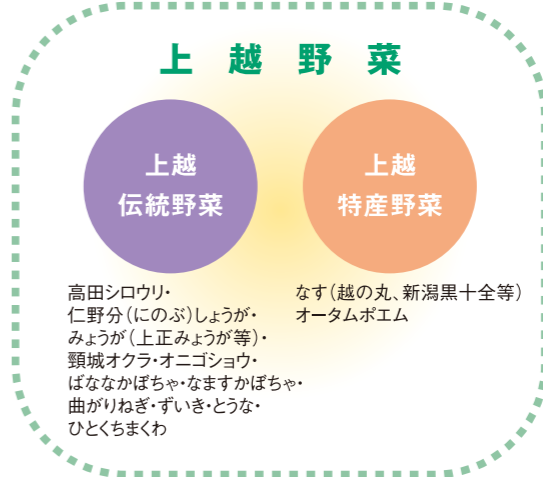 上越野菜
上越
伝統野菜
高田シロウリ・
仁野分(にのぶ)しょうが・
みょうが(上正みょうが等)・
頸城オクラ・オニゴショウ・
ばななかぼちゃ・なますかぼちゃ・
曲がりねぎ・ずいき・とうな・
ひとくちまくわ
上越
特産野菜
なす(越の丸、新潟黒十全等)
オータムポエム